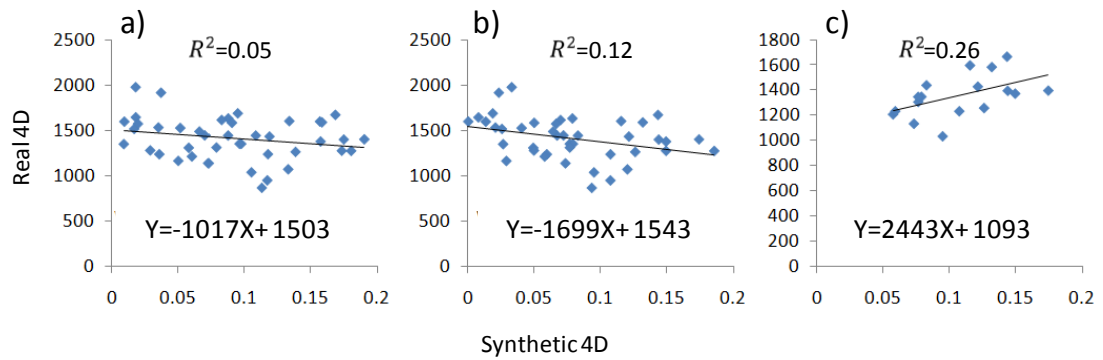 a)
R²=0.05
2500
2000
1500
1000
500
0
Y=-1017X+1503
0 0.05 0.1 0.15 0.2
b)
R²=0.12
2500
2000
1500
1000
500
0
Y=-1699X+1543
0 0.05 0.1 0.15 0.2
c)
R²=0.26
1800
1600
1400
1200
1000
800
600
400
200
0
Y=2443X+1093
0 0.05 0.1 0.15 0.2
Real 4D
Synthetic 4D